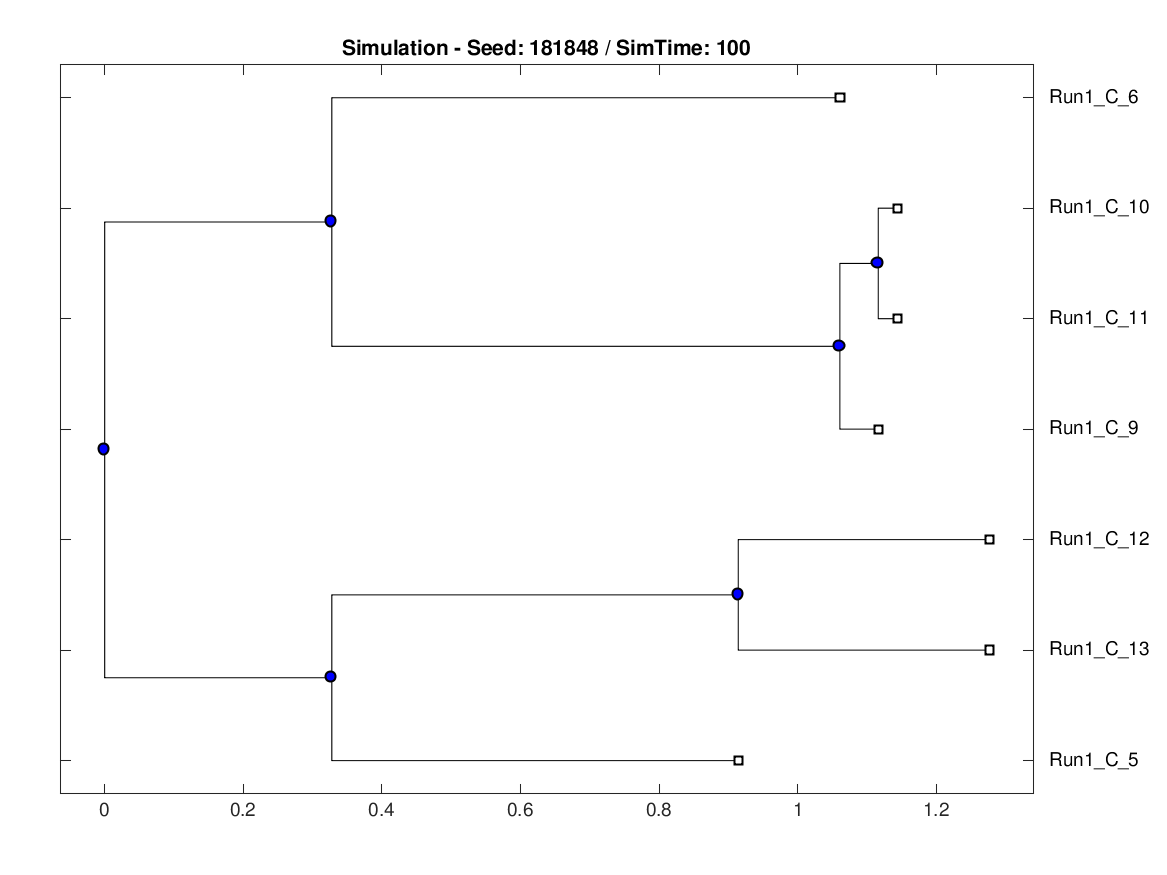 Simulation - Seed: 181848 / SimTime: 100
Run1_C_6
Run1_C_10
Run1_C_11
Run1_C_9
Run1_C_12
Run1_C_13
Run1_C_5
0 0.2 0.4 0.6 0.8 1 1.2